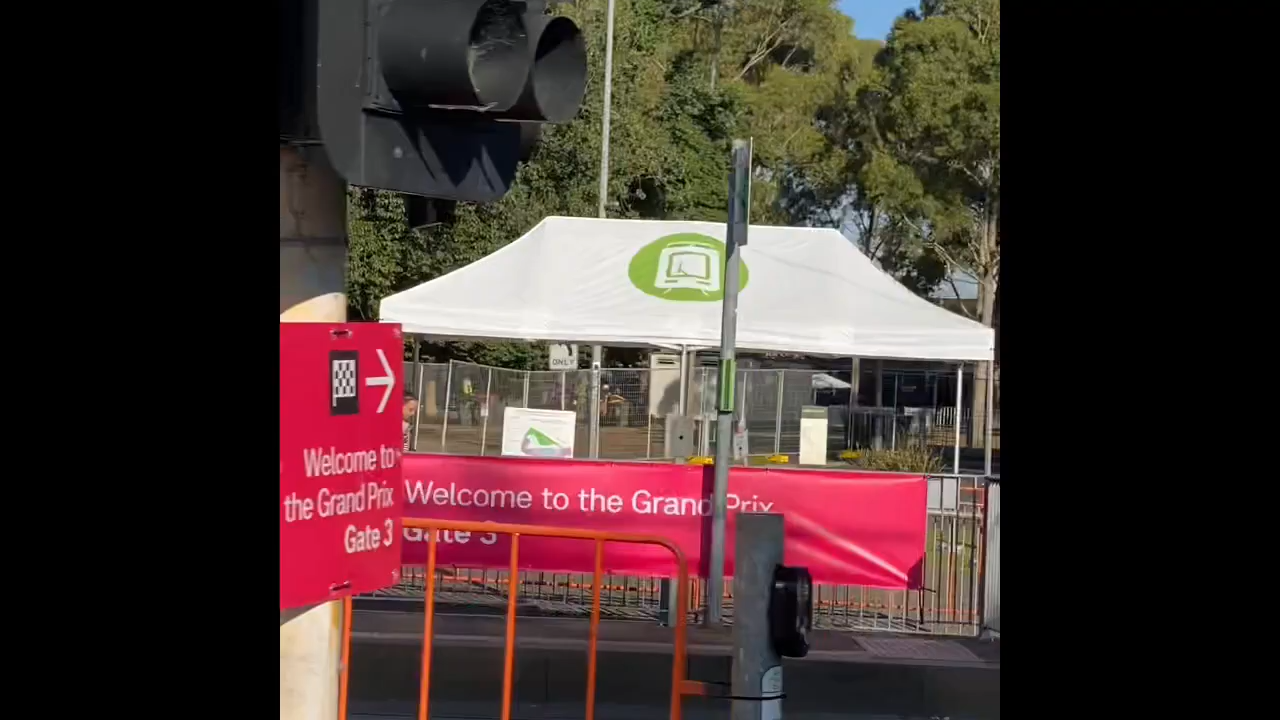 ONLY
Welcome to
the Grand Prix
Gate 3
Welcome to the Grand Prix
Gate 3